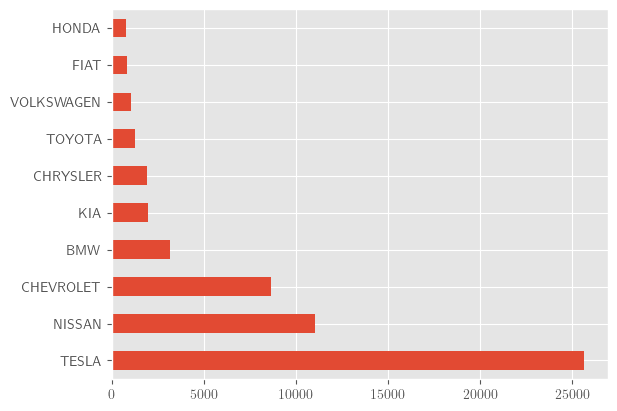 HONDA
FIAT
VOLKSWAGEN
TOYOTA
CHRYSLER
KIA
BMW
CHEVROLET
NISSAN
TESLA
0 5000 10000 15000 20000 25000